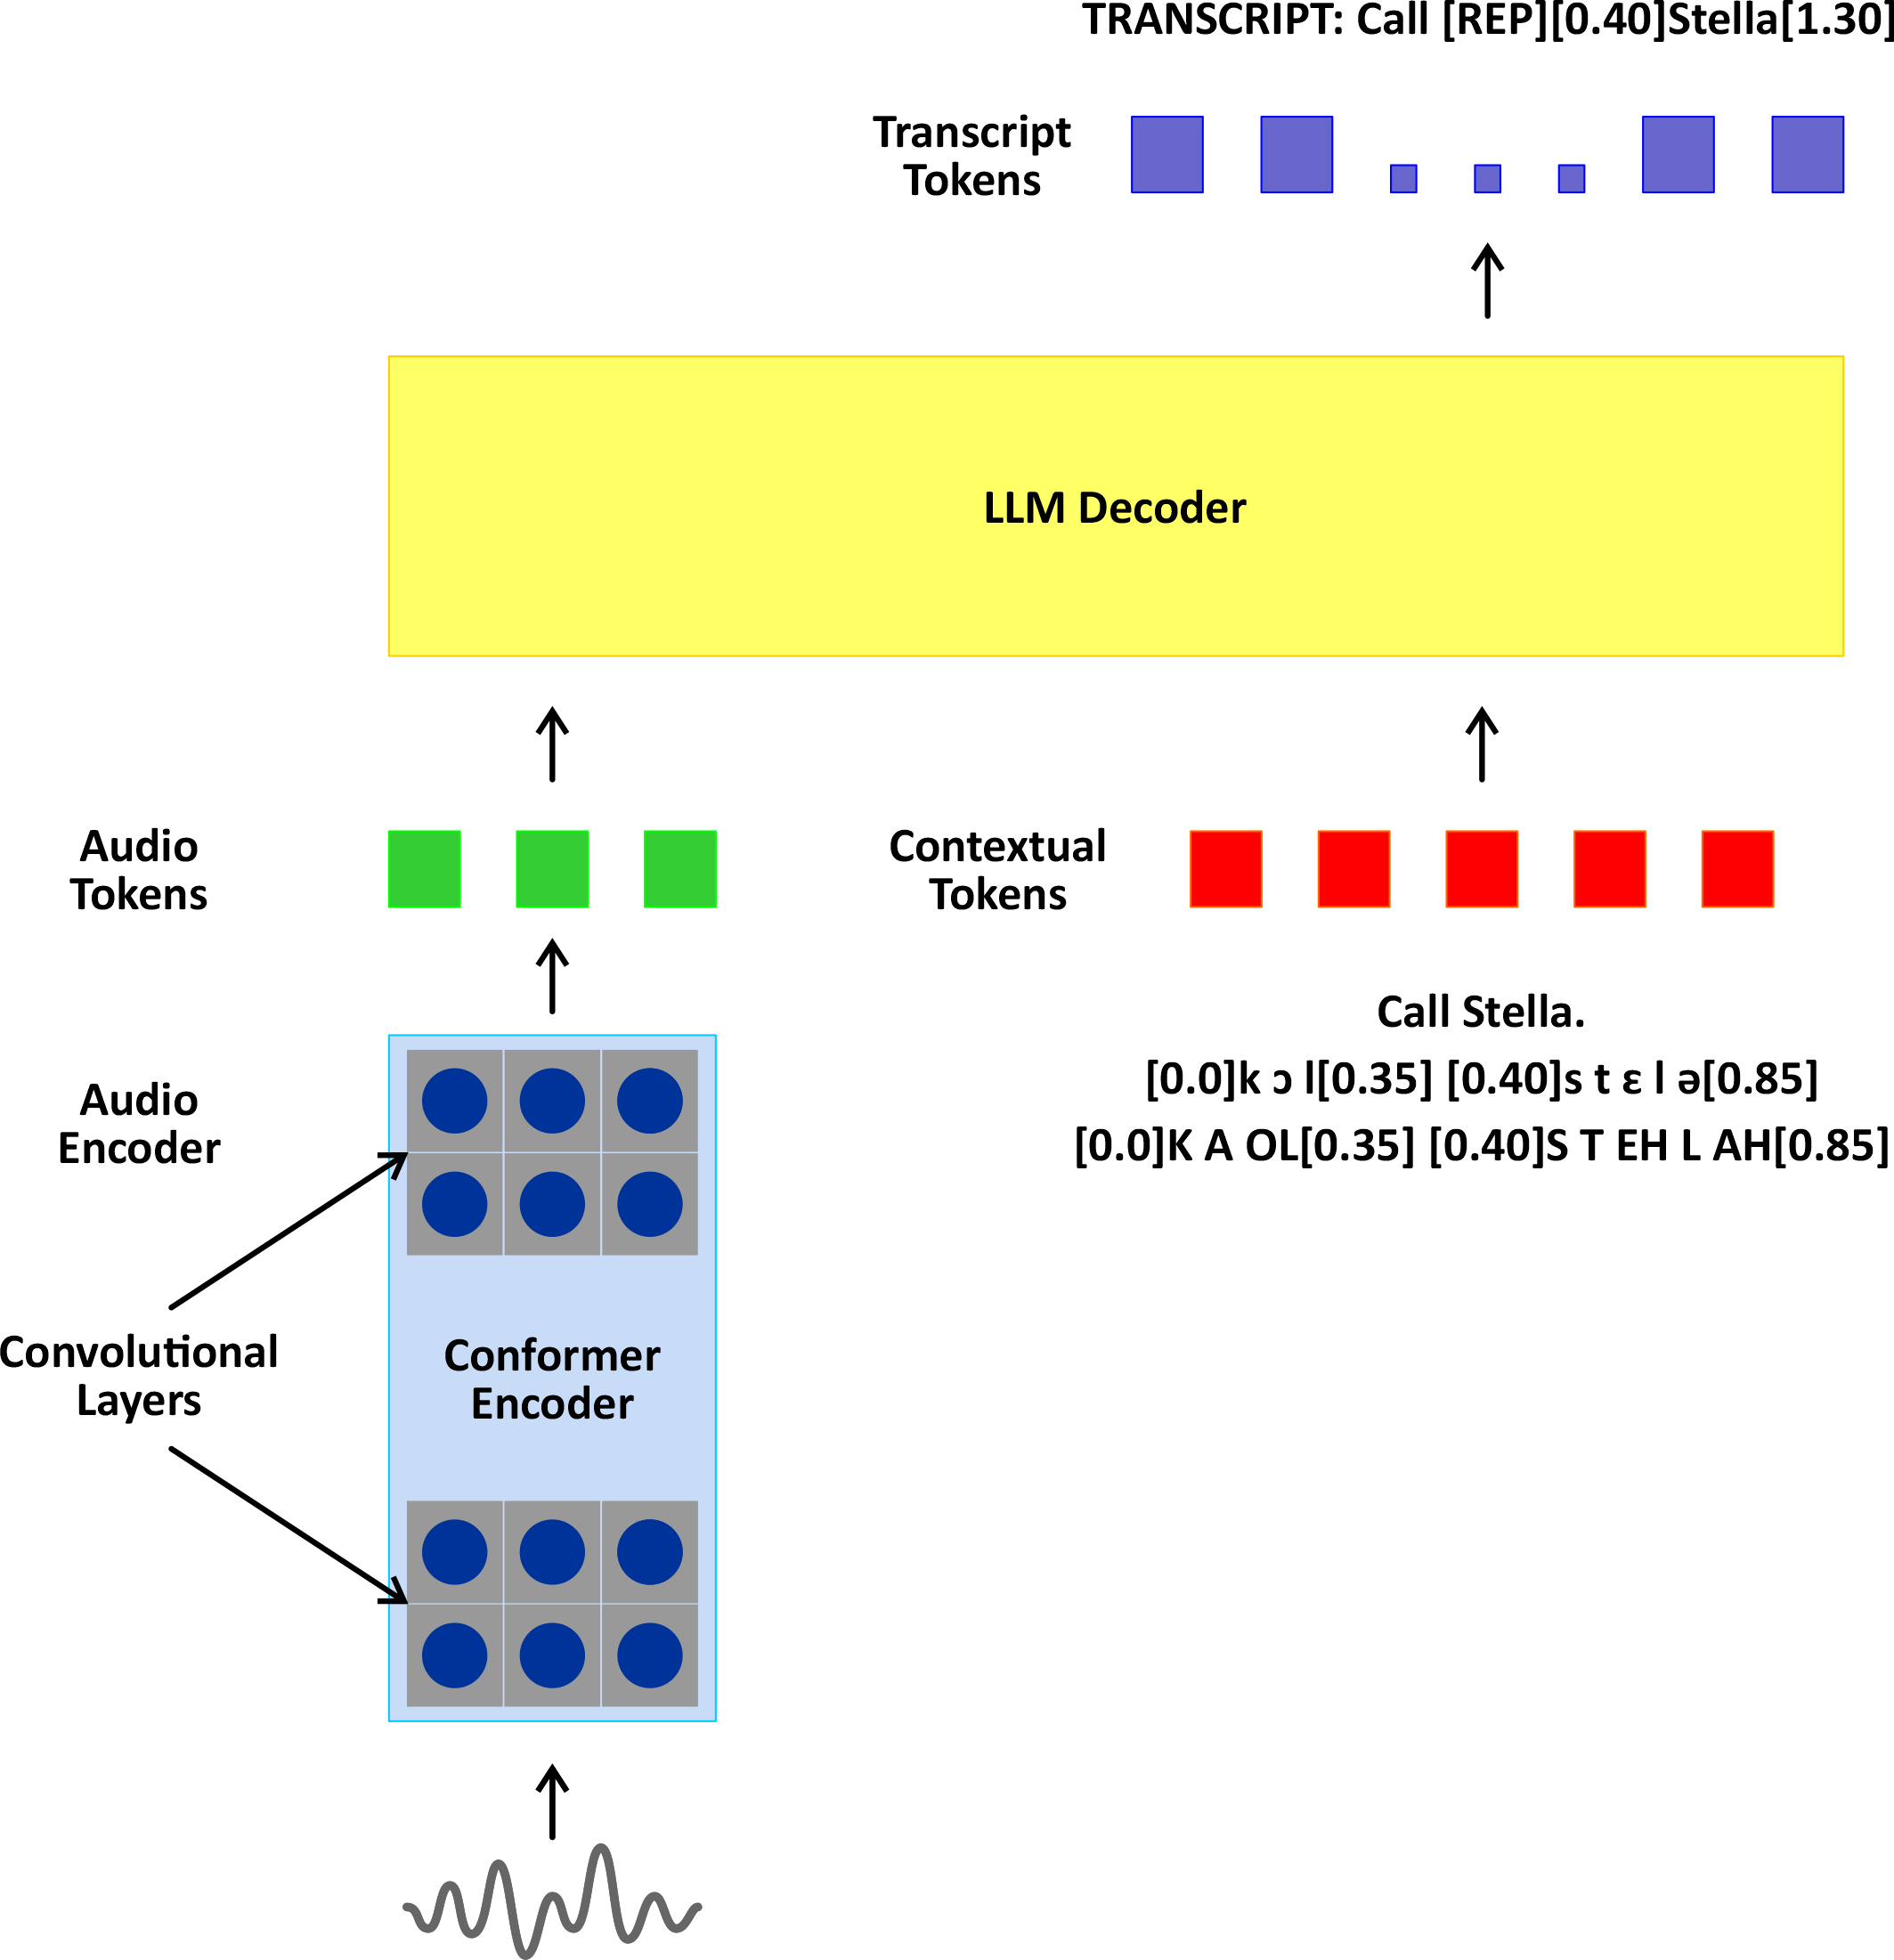 TRANSCRIPT: Call [REP][0.40]Stella[1.30]
Transcript
Tokens
LLM Decoder
Audio
Tokens
Contextual
Tokens
Call Stella.
[0.0]k ɔ l[0.35] [0.40]s t ɛ l ə[0.85]
[0.0]K A OL[0.35] [0.40]S T EH L AH[0.85]
Audio
Encoder
Convolutional
Layers
Conformer
Encoder